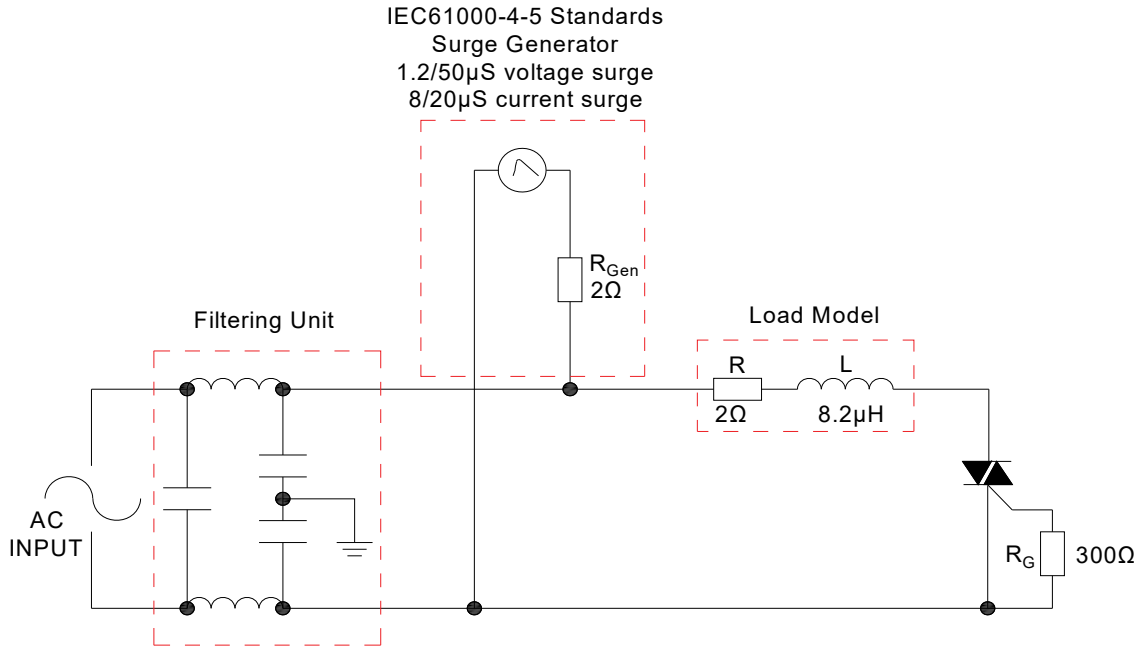 IEC61000-4-5 Standards
Surge Generator
1.2/50µS voltage surge
8/20µS current surge
RGen
2Ω
Filtering Unit
Load Model
R
L
2Ω
8.2µH
AC
INPUT
RG
300Ω